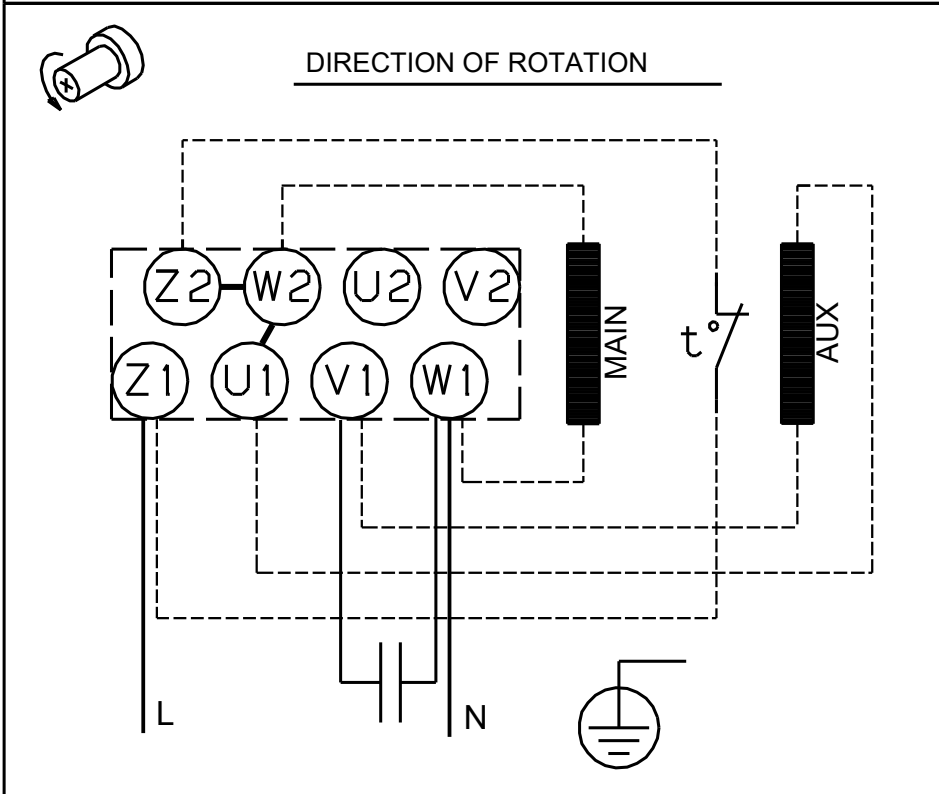 DIRECTION OF ROTATION
Z2 W2 U2 V2
Z1 U1 V1 W1
MAIN
t°
AUX
L
N